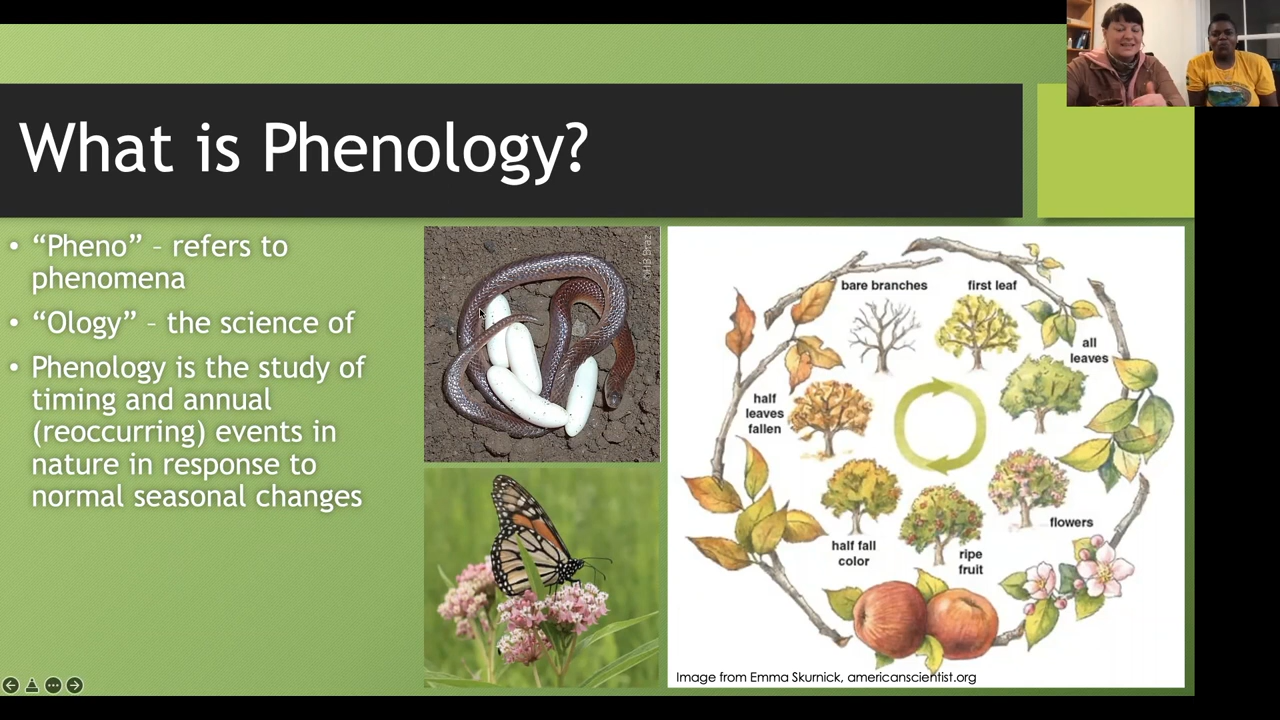 What is Phenology?
• “Pheno” – refers to
phenomena
• “Ology” – the science of
• Phenology is the study of
timing and annual
(reoccurring) events in
nature in response to
normal seasonal changes
©HB Braz
bare branches
first leaf
all
leaves
flowers
ripe
fruit
half fall
color
half
leaves
fallen
Image from Emma Skurnick, americanscientist.org